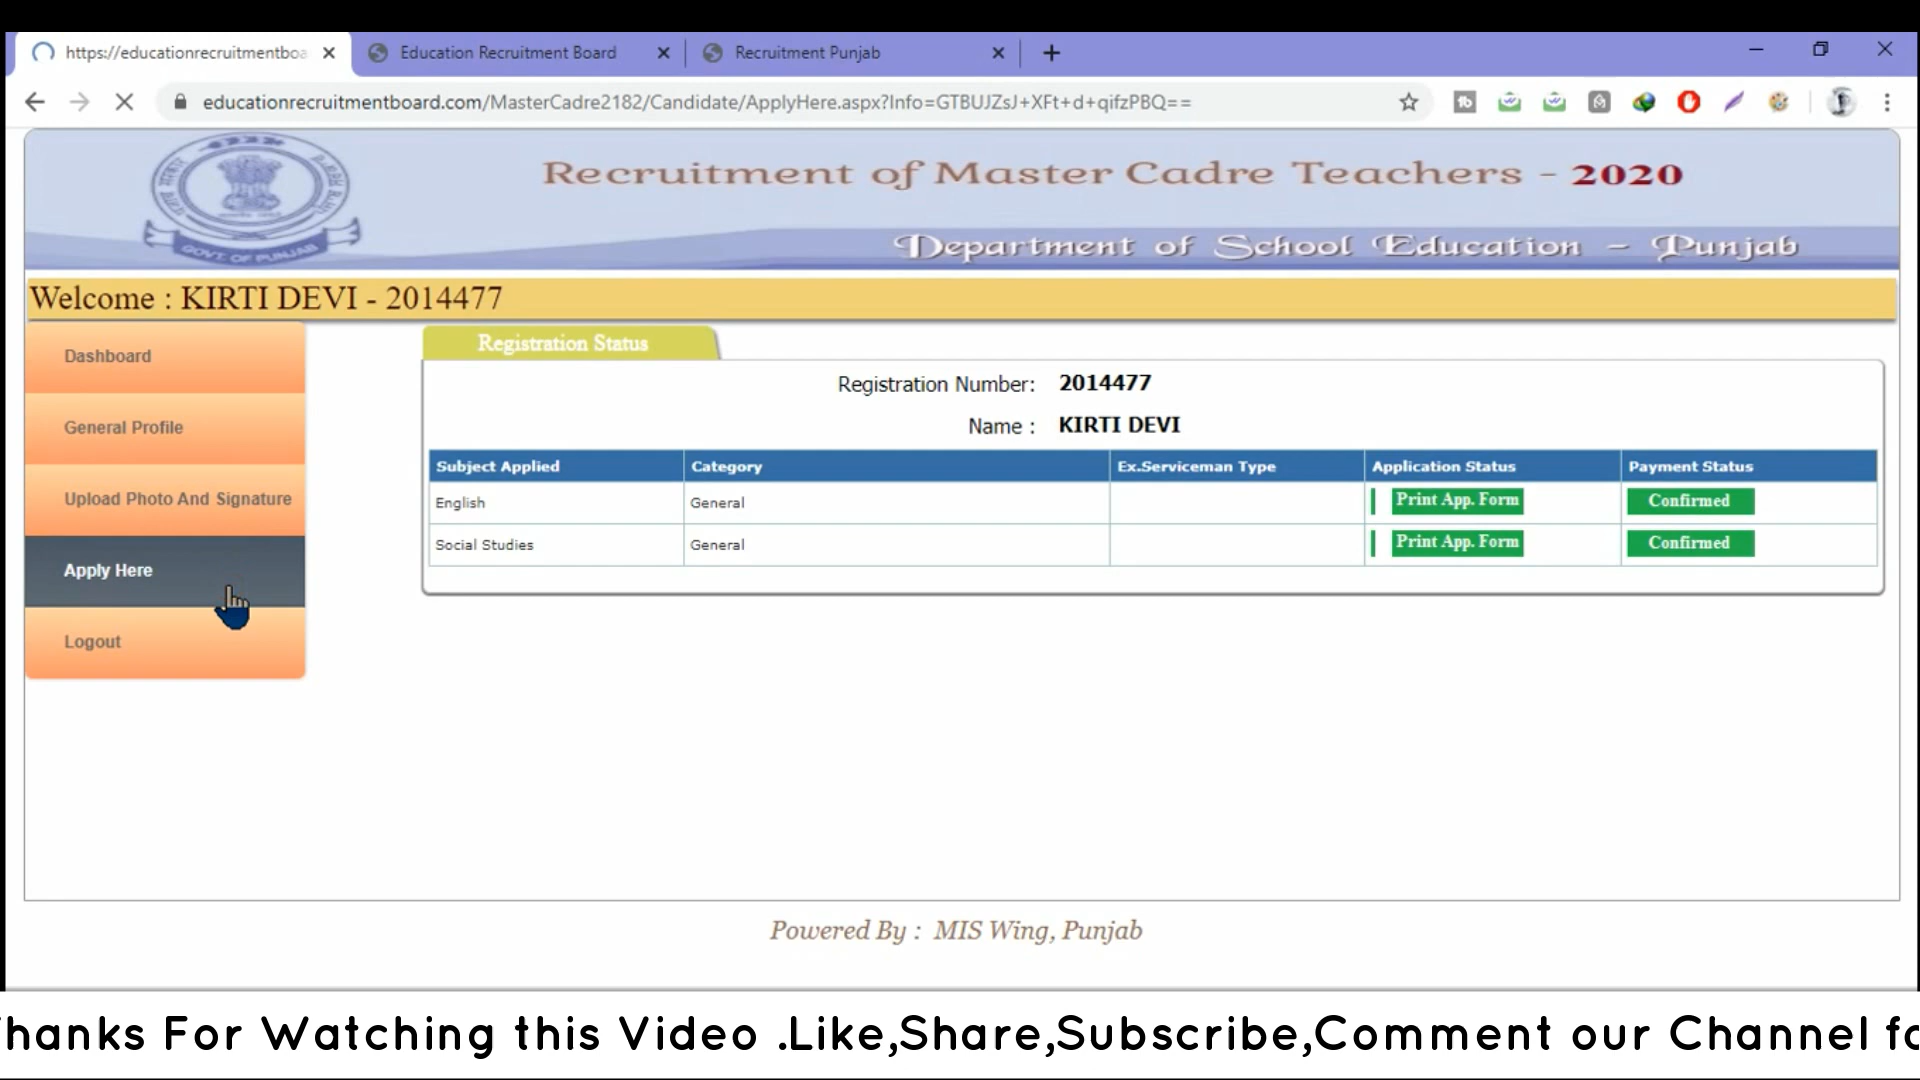 https://educationrecruitmentboa
Education Recruitment Board
Recruitment Punjab
educationrecruitmentboard.com/MasterCadre2182/Candidate/ApplyHere.aspx?Info=GTBUJZsJ+XFt+d+qifzPBQ==
Recruitment of Master Cadre Teachers - 2020
Department of School Education - Punjab
GOVT. OF PUNJAB
Welcome : KIRTI DEVI - 2014477
Dashboard
General Profile
Upload Photo And Signature
Apply Here
Logout
Registration Status
Registration Number: 2014477
Name : KIRTI DEVI
Subject Applied Category Ex.Serviceman Type Application Status Payment Status
English General Print App. Form Confirmed
Social Studies General Print App. Form Confirmed
Powered By : MIS Wing, Punjab
hanks For Watching this Video .Like,Share,Subscribe,Comment our Channel fo